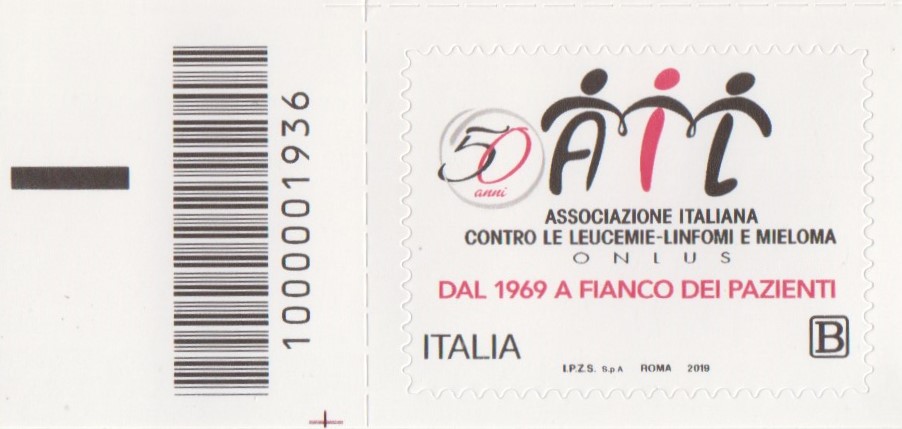 1000001936
50
anni
AIL
ASSOCIAZIONE ITALIANA
CONTRO LE LEUCEMIE-LINFOMI E MIELOMA
ONLUS
DAL 1969 A FIANCO DEI PAZIENTI
ITALIA
B
I.P.Z.S. S.p.A ROMA 2019